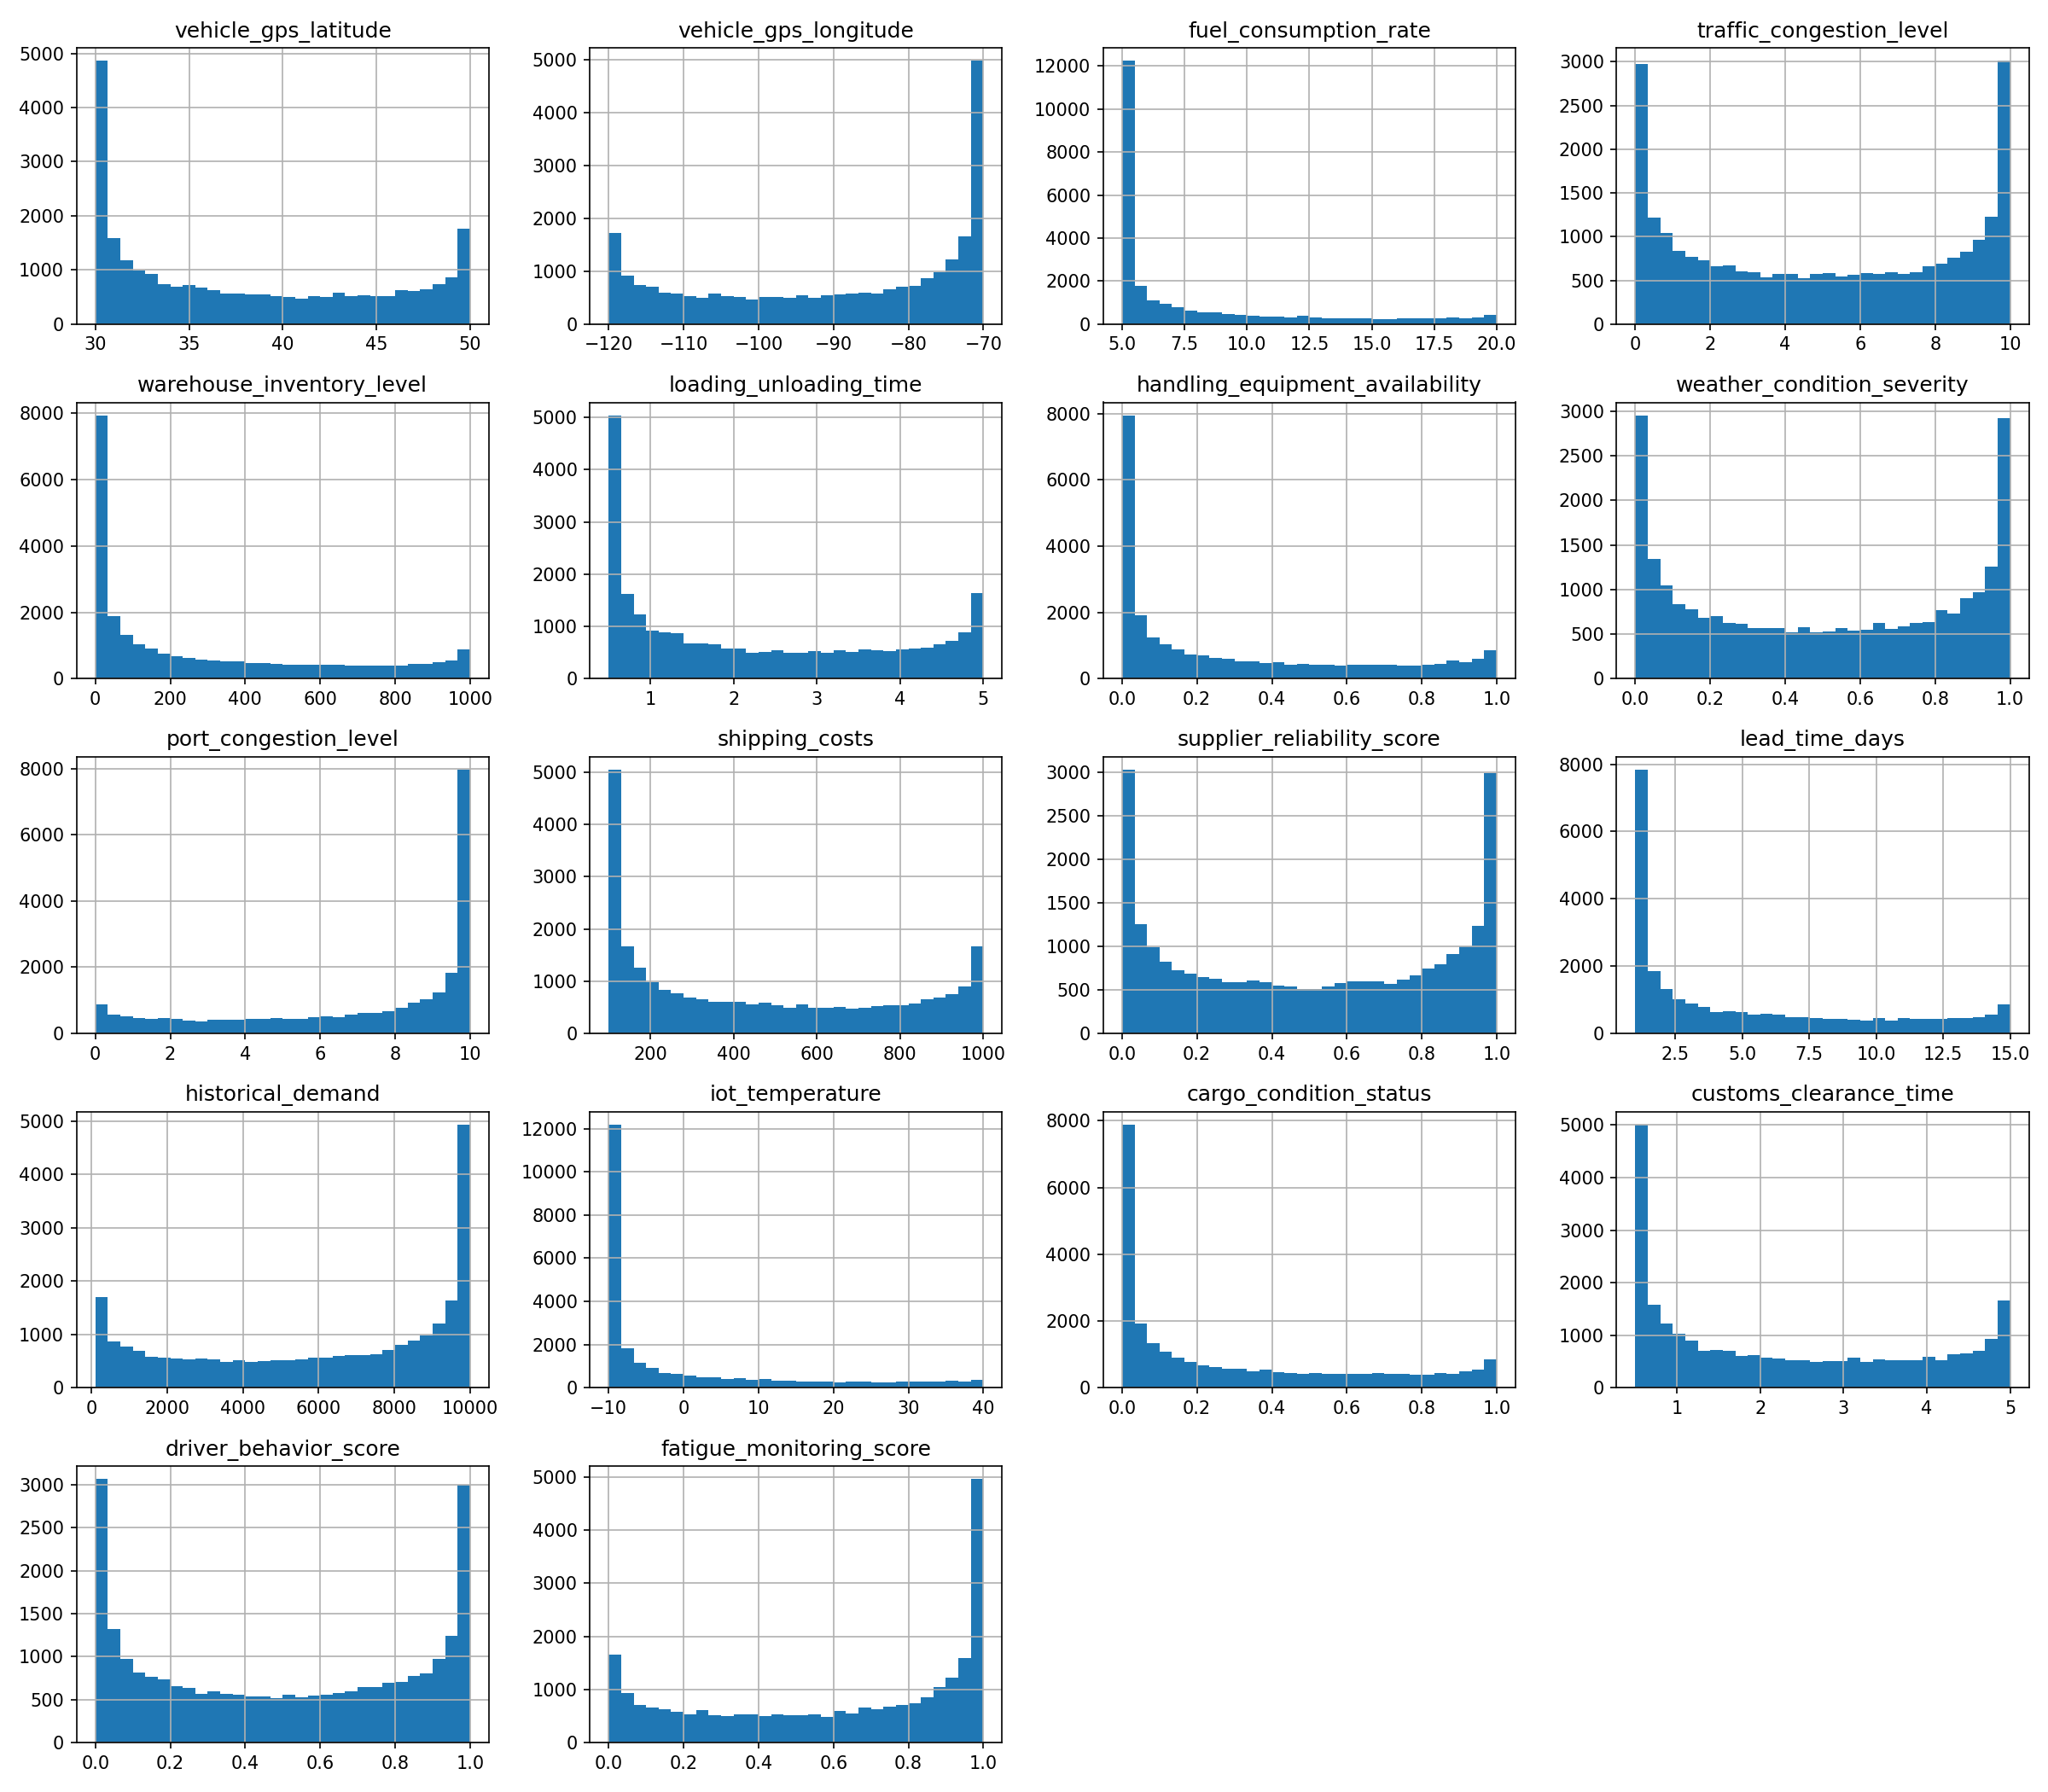 vehicle_gps_latitude vehicle_gps_longitude fuel_consumption_rate traffic_congestion_level
5000 5000 12000 3000
4000 4000 10000 2500
3000 3000 8000 2000
2000 2000 6000 1500
1000 1000 4000 1000
0 0 2000 500
0 0
30 35 40 45 50 −120 −110 −100 −90 −80 −70 5.0 7.5 10.0 12.5 15.0 17.5 20.0 0 2 4 6 8 10
warehouse_inventory_level loading_unloading_time handling_equipment_availability weather_condition_severity
8000 5000 8000 3000
6000 4000 6000 2500
4000 3000 4000 2000
2000 2000 2000 1500
0 1000 0 1000
0 500
0
0 200 400 600 800 1000 1 2 3 4 5 0.0 0.2 0.4 0.6 0.8 1.0 0.0 0.2 0.4 0.6 0.8 1.0
port_congestion_level shipping_costs supplier_reliability_score lead_time_days
8000 5000 3000 8000
6000 4000 2500 6000
4000 3000 2000 4000
2000 2000 1500 2000
0 1000 1000 0
0 500
0
0 2 4 6 8 10 200 400 600 800 1000 0.0 0.2 0.4 0.6 0.8 1.0 2.5 5.0 7.5 10.0 12.5 15.0
historical_demand iot_temperature cargo_condition_status customs_clearance_time
5000 12000 8000 5000
4000 10000 6000 4000
3000 8000 4000 3000
2000 6000 2000 2000
1000 4000 0 1000
0 2000 0
0
0 2000 4000 6000 8000 10000 −10 0 10 20 30 40 0.0 0.2 0.4 0.6 0.8 1.0 1 2 3 4 5
driver_behavior_score fatigue_monitoring_score
3000 5000
2500 4000
2000 3000
1500 2000
1000 1000
500 0
0
0.0 0.2 0.4 0.6 0.8 1.0 0.0 0.2 0.4 0.6 0.8 1.0